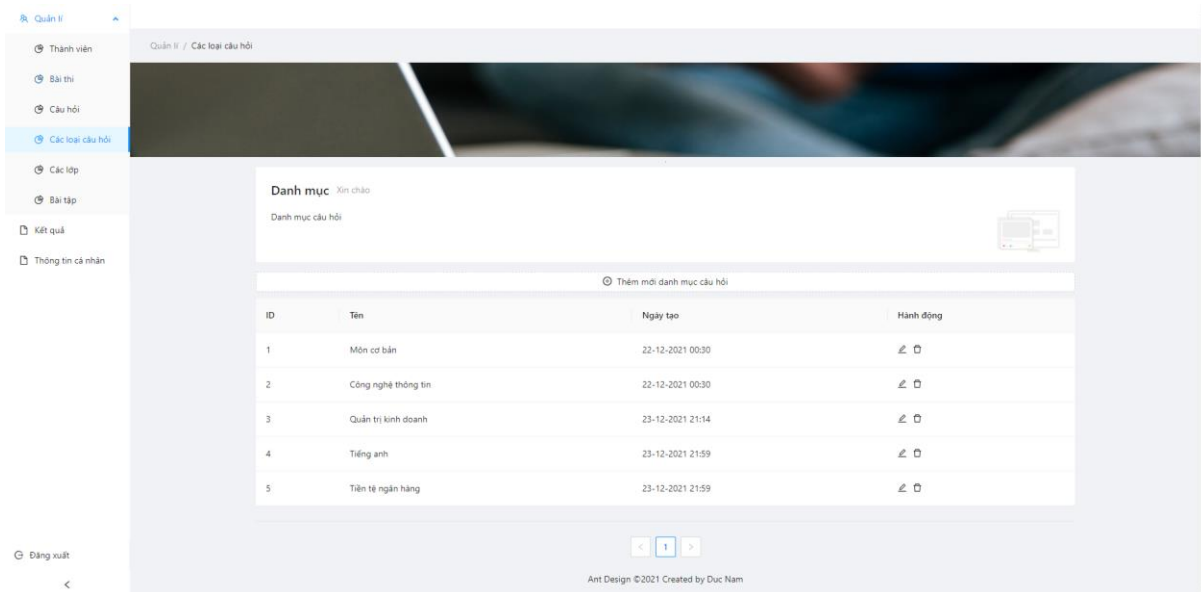 Quản lí
Thành viên
Bài thi
Câu hỏi
Các loại câu hỏi
Các lớp
Bài tập
Kết quả
Thông tin cá nhân
Đăng xuất
Quản lí / Các loại câu hỏi
Danh mục Xin chào
Danh mục câu hỏi
Thêm mới danh mục câu hỏi
ID Tên Ngày tạo Hành động
1 Môn cơ bản 22-12-2021 00:30
2 Công nghệ thông tin 22-12-2021 00:30
3 Quản trị kinh doanh 23-12-2021 21:14
4 Tiếng anh 23-12-2021 21:59
5 Tiền tệ ngân hàng 23-12-2021 21:59
< 1 >
Ant Design ©2021 Created by Duc Nam